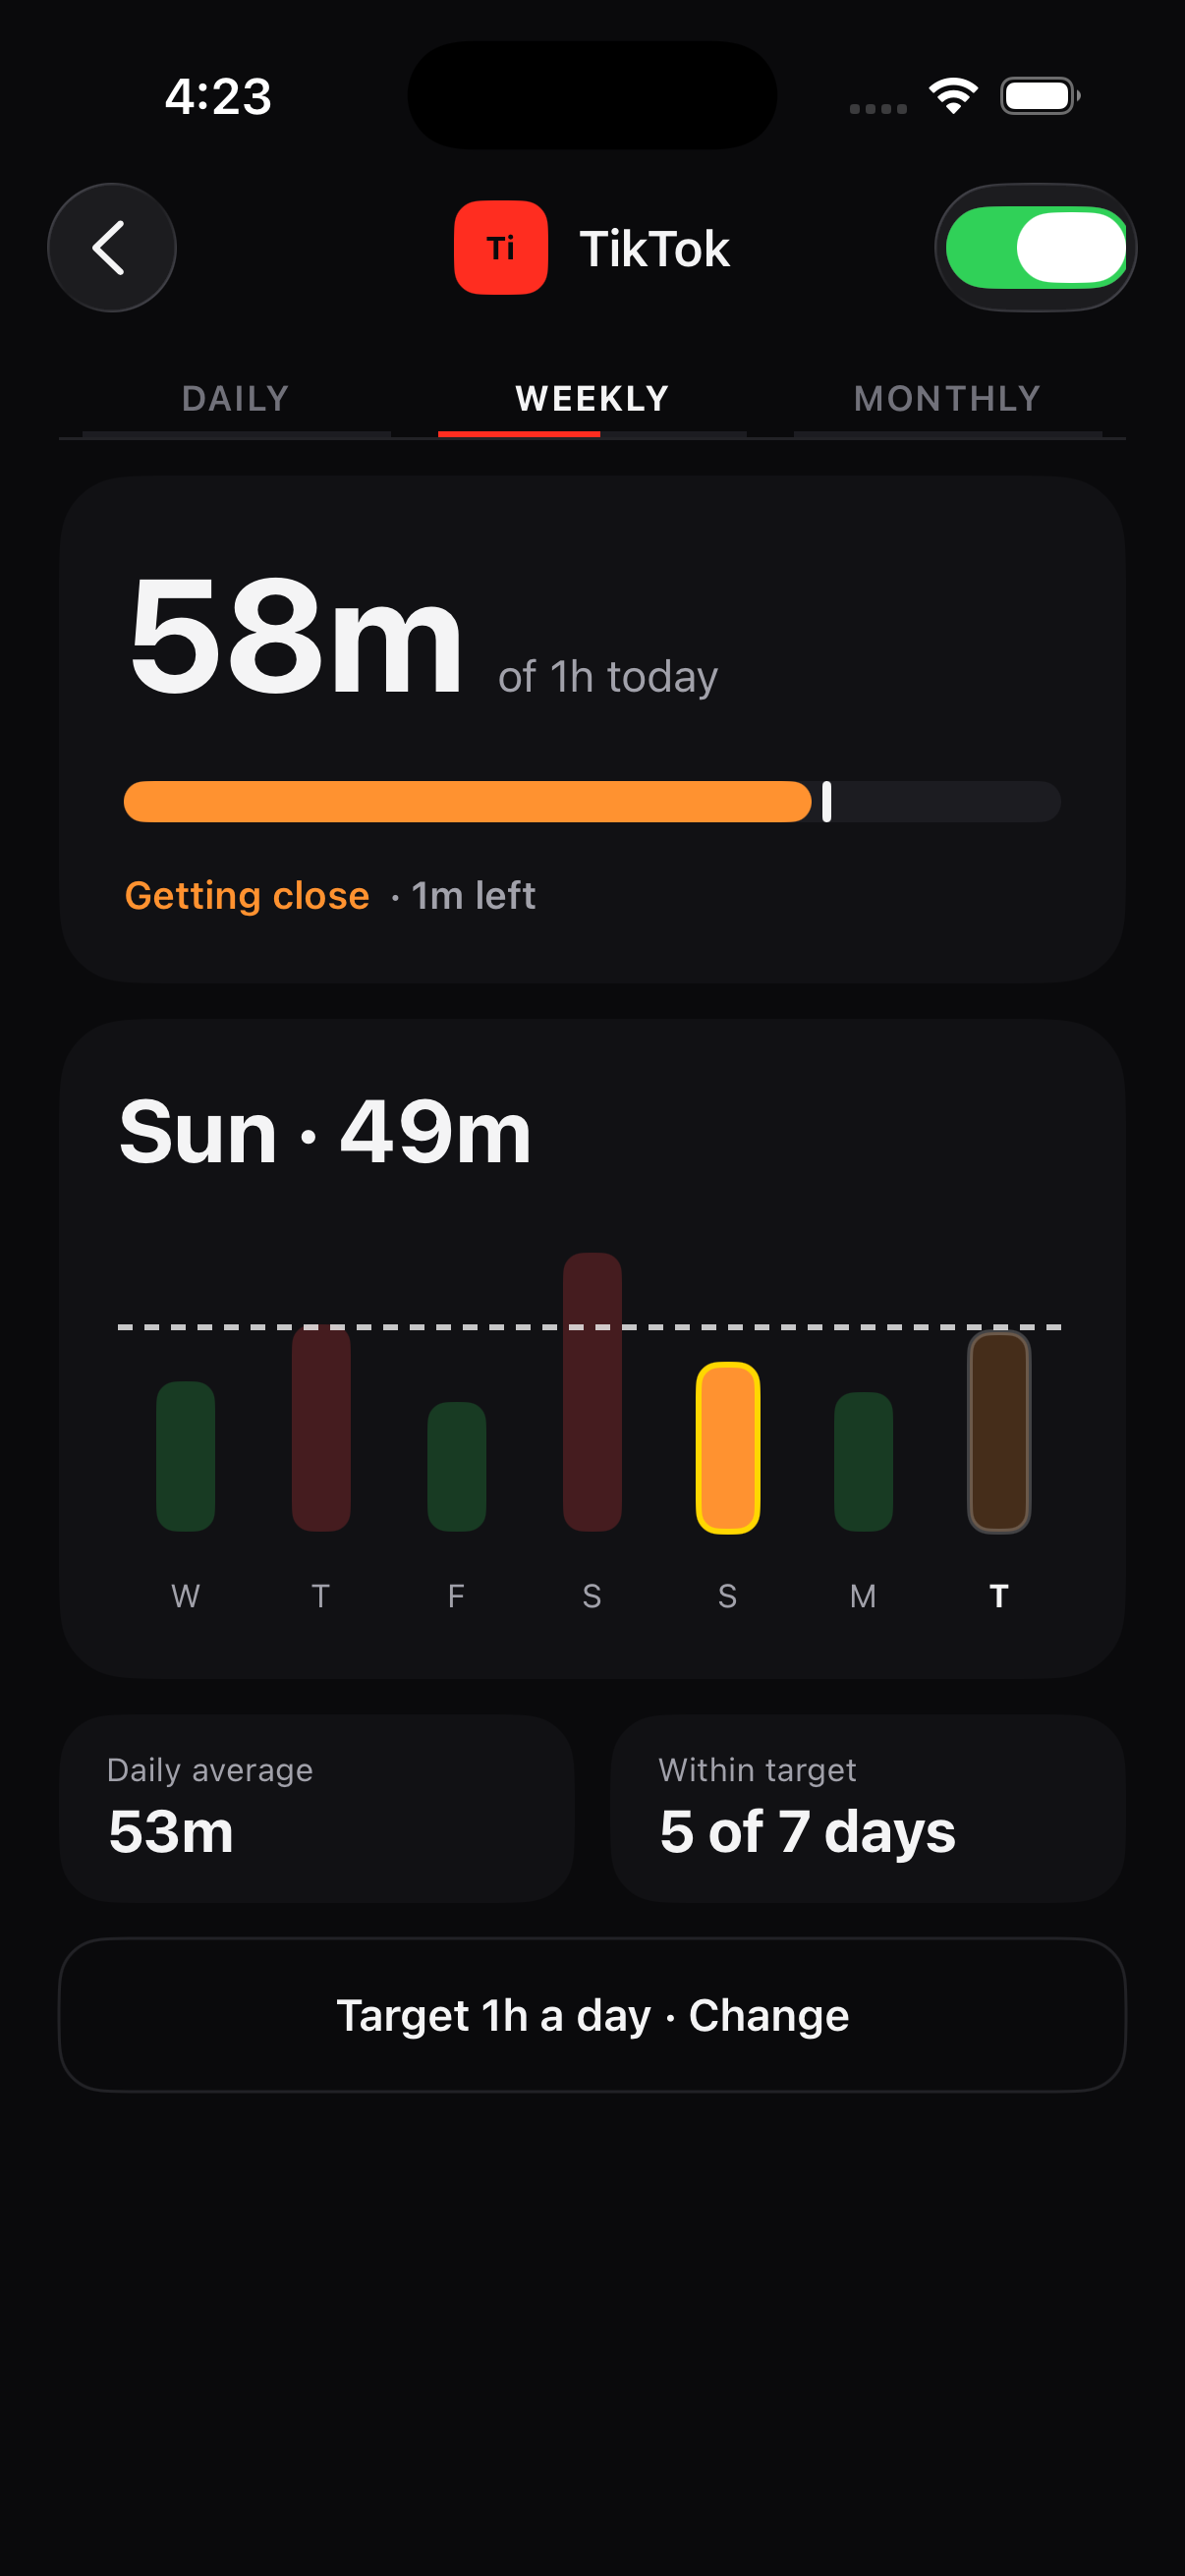 4:23
Ti
TikTok
DAILY
WEEKLY
MONTHLY
58m of 1h today
Getting close · 1m left
Sun · 49m
W T F S S M T
Daily average
53m
Within target
5 of 7 days
Target 1h a day · Change